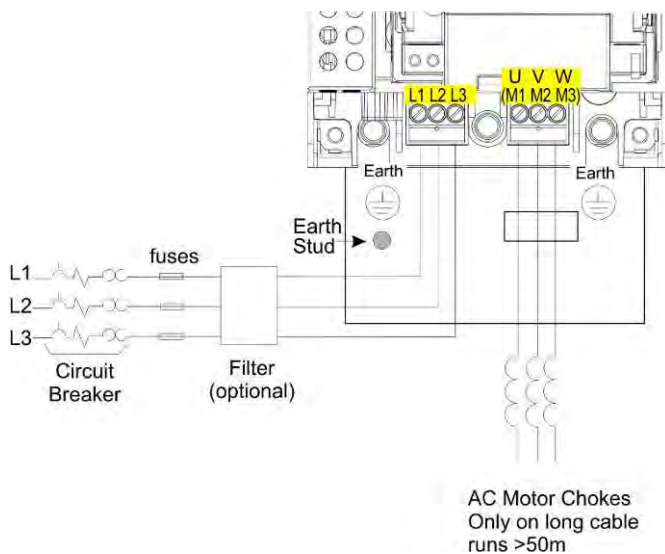 U V W
L1 L2 L3
(M1 M2 M3)
Earth
Earth
Earth
Stud
fuses
L1
L2
L3
Circuit
Breaker
Filter
(optional)
AC Motor Chokes
Only on long cable
runs >50m